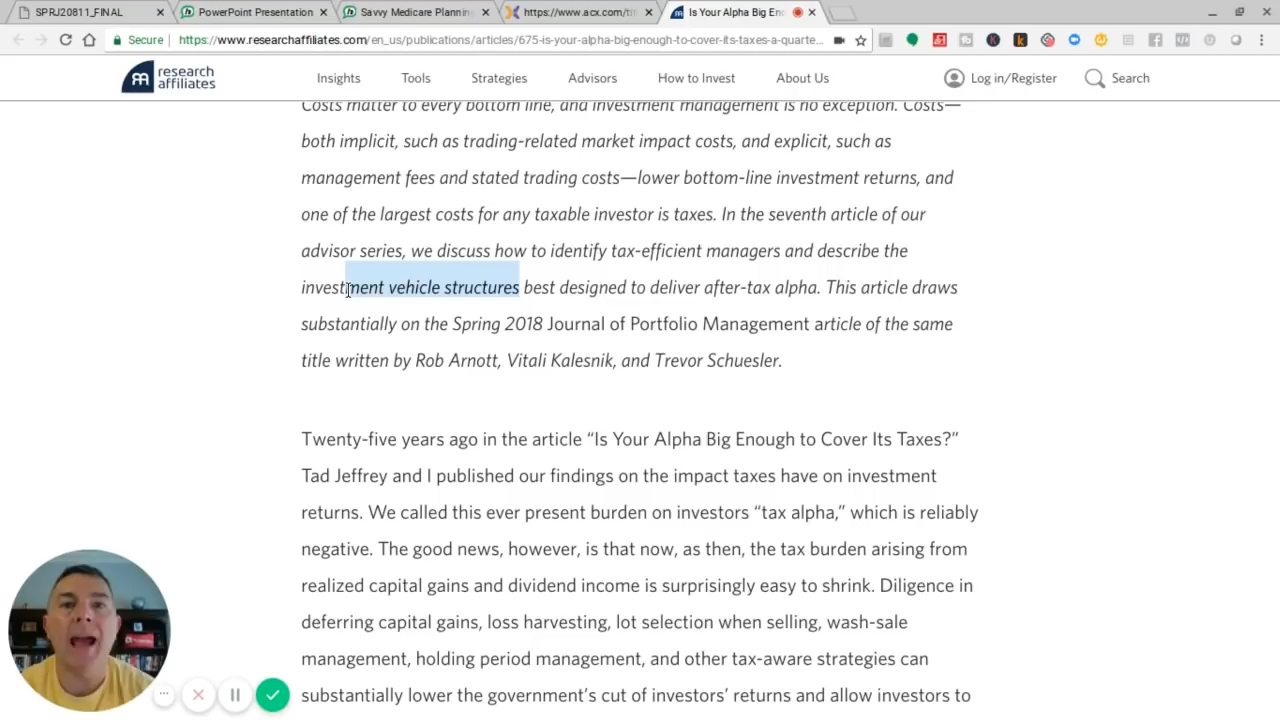 SPRJ20811_FINAL
PowerPoint Presentation
Savvy Medicare Planning
https://www.acx.com/tit
Is Your Alpha Big Eno
Secure
https://www.researchaffiliates.com/en_us/publications/articles/675-is-your-alpha-big-enough-to-cover-its-taxes-a-quarte...
research
affiliates
Insights
Tools
Strategies
Advisors
How to Invest
About Us
Log in/Register
Search
Costs matter to every bottom line, and investment management is no exception. Costs—
both implicit, such as trading-related market impact costs, and explicit, such as
management fees and stated trading costs—lower bottom-line investment returns, and
one of the largest costs for any taxable investor is taxes. In the seventh article of our
advisor series, we discuss how to identify tax-efficient managers and describe the
investment vehicle structures best designed to deliver after-tax alpha. This article draws
substantially on the Spring 2018 Journal of Portfolio Management article of the same
title written by Rob Arnott, Vitali Kalesnik, and Trevor Schuesler.
Twenty-five years ago in the article “Is Your Alpha Big Enough to Cover Its Taxes?”
Tad Jeffrey and I published our findings on the impact taxes have on investment
returns. We called this ever present burden on investors “tax alpha,” which is reliably
negative. The good news, however, is that now, as then, the tax burden arising from
realized capital gains and dividend income is surprisingly easy to shrink. Diligence in
deferring capital gains, loss harvesting, lot selection when selling, wash-sale
management, holding period management, and other tax-aware strategies can
substantially lower the government’s cut of investors’ returns and allow investors to